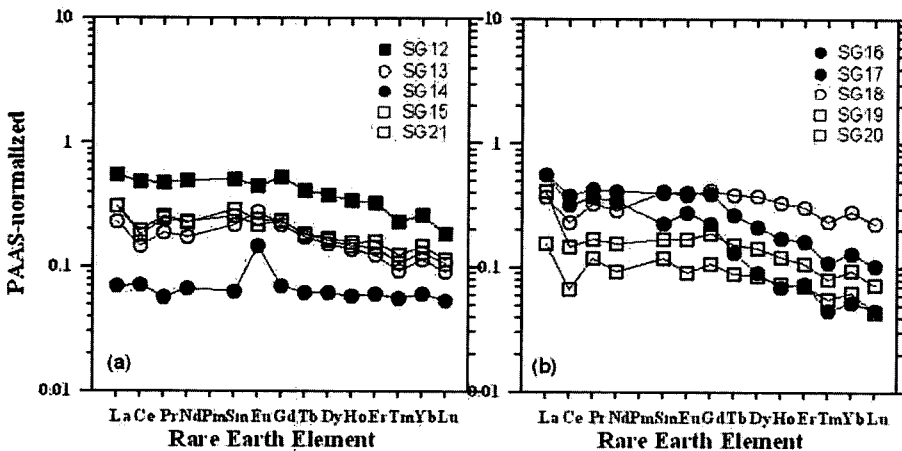 10
1
0.1
0.01
PAAS-normalized
SG12
SG13
SG14
SG15
SG21
(a)
La Ce Pr Nd Pm Sm Eu Gd Tb Dy Ho Er Tm Yb Lu
Rare Earth Element
10
1
0.1
0.01
SG16
SG17
SG18
SG19
SG20
(b)
La Ce Pr Nd Pm Sm Eu Gd Tb Dy Ho Er Tm Yb Lu
Rare Earth Element